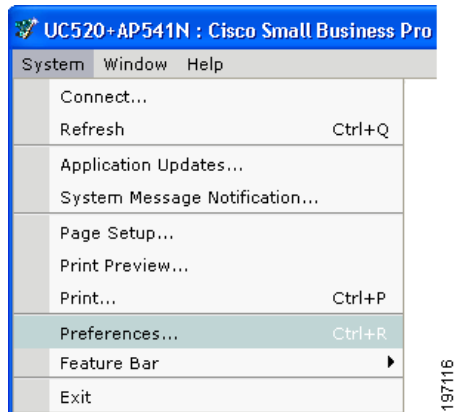 UC520+AP541N : Cisco Small Business Pro
System Window Help
Connect...
Refresh Ctrl+Q
Application Updates...
System Message Notification...
Page Setup...
Print Preview...
Print... Ctrl+P
Preferences... Ctrl+R
Feature Bar
Exit
197116